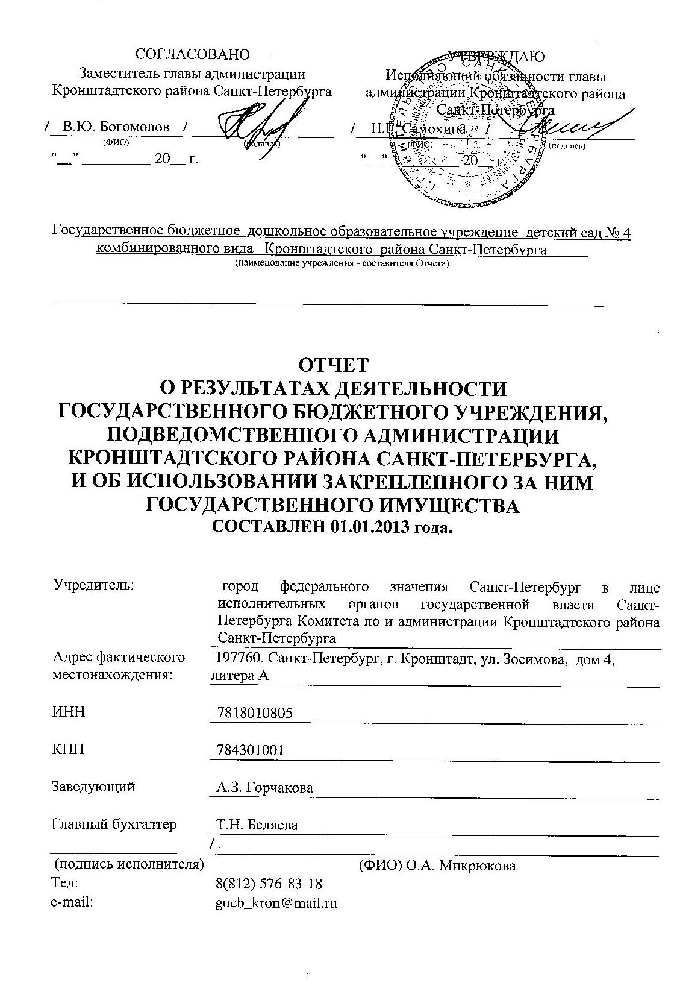 СОГЛАСОВАНО
Заместитель главы администрации
Кронштадтского района Санкт-Петербурга
/ В.Ю. Богомолов /
(ФИО) (подпись)
"__" _________ 20__ г.
УТВЕРЖДАЮ
Исполняющий обязанности главы
администрации Кронштадтского района
Санкт-Петербурга
/ Самохина /
(ФИО) (подпись)
"__" _________ 20__ г.
ПРАВИТЕЛЬСТВО САНКТ-ПЕТЕРБУРГА
Государственное бюджетное дошкольное образовательное учреждение детский сад № 4
комбинированного вида Кронштадтского района Санкт-Петербурга
(наименование учреждения - составителя Отчета)
ОТЧЕТ
О РЕЗУЛЬТАТАХ ДЕЯТЕЛЬНОСТИ
ГОСУДАРСТВЕННОГО БЮДЖЕТНОГО УЧРЕЖДЕНИЯ,
ПОДВЕДОМСТВЕННОГО АДМИНИСТРАЦИИ
КРОНШТАДТСКОГО РАЙОНА САНКТ-ПЕТЕРБУРГА,
И ОБ ИСПОЛЬЗОВАНИИ ЗАКРЕПЛЕННОГО ЗА НИМ
ГОСУДАРСТВЕННОГО ИМУЩЕСТВА
СОСТАВЛЕН 01.01.2013 года.
Учредитель: город федерального значения Санкт-Петербург в лице
исполнительных органов государственной власти Санкт-
Петербурга Комитета по и администрации Кронштадтского района
Санкт-Петербурга
Адрес фактического 197760, Санкт-Петербург, г. Кронштадт, ул. Зосимова, дом 4,
местонахождения: литера А
ИНН 7818010805
КПП 784301001
Заведующий А.З. Горчакова
Главный бухгалтер Т.Н. Беляева
/
(подпись исполнителя) (ФИО) О.А. Микрюкова
Тел: 8(812) 576-83-18
e-mail: gucb_kron@mail.ru